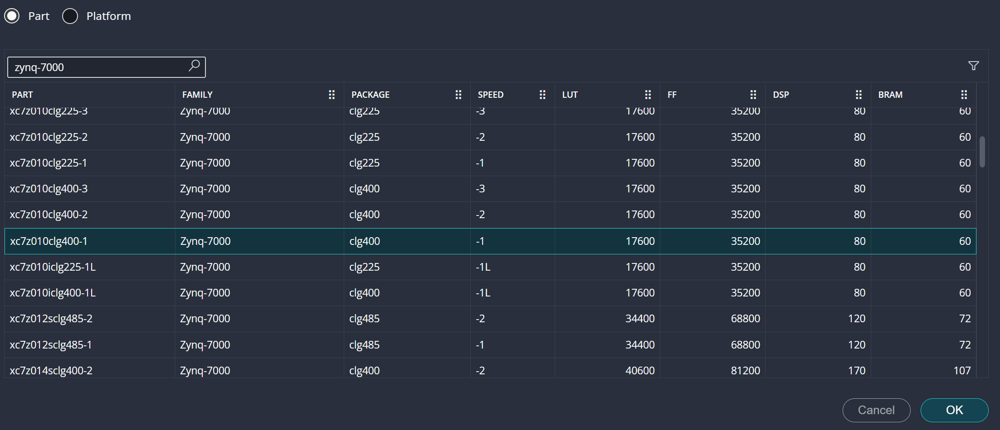 Part Platform
zynq-7000
PART FAMILY PACKAGE SPEED LUT FF DSP BRAM
xc7z010clg225-3 Zynq-7000 clg225 -3 17600 35200 80 60
xc7z010clg225-2 Zynq-7000 clg225 -2 17600 35200 80 60
xc7z010clg225-1 Zynq-7000 clg225 -1 17600 35200 80 60
xc7z010clg400-3 Zynq-7000 clg400 -3 17600 35200 80 60
xc7z010clg400-2 Zynq-7000 clg400 -2 17600 35200 80 60
xc7z010clg400-1 Zynq-7000 clg400 -1 17600 35200 80 60
xc7z010iclg225-1L Zynq-7000 clg225 -1L 17600 35200 80 60
xc7z010iclg400-1L Zynq-7000 clg400 -1L 17600 35200 80 60
xc7z012sclg485-2 Zynq-7000 clg485 -2 34400 68800 120 72
xc7z012sclg485-1 Zynq-7000 clg485 -1 34400 68800 120 72
xc7z014sclg400-2 Zynq-7000 clg400 -2 40600 81200 170 107
Cancel OK